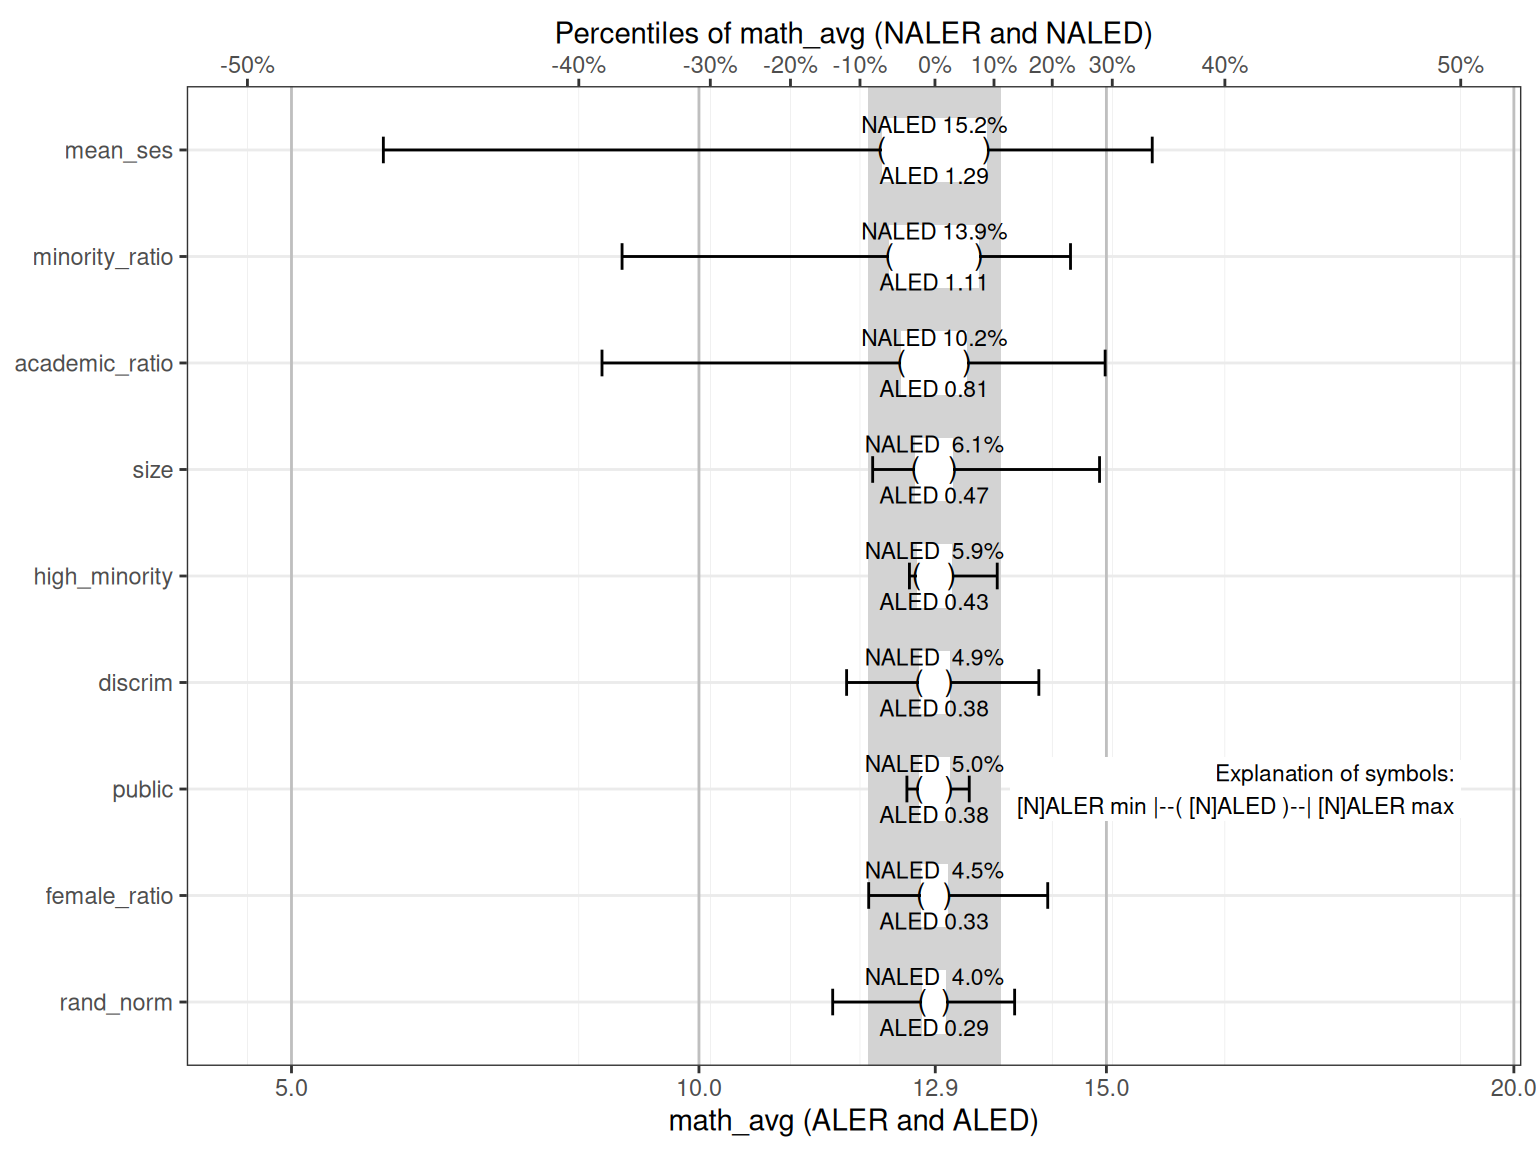 Percentiles of math_avg (NALER and NALED)
-50% -40% -30% -20% -10% 0% 10% 20% 30% 40% 50%
NALED 15.2%
mean_ses ( )
ALED 1.29
NALED 13.9%
minority_ratio ( )
ALED 1.11
NALED 10.2%
academic_ratio ( )
ALED 0.81
NALED 6.1%
size ( )
ALED 0.47
NALED 5.9%
high_minority ( )
ALED 0.43
NALED 4.9%
discrim ( )
ALED 0.38
NALED 5.0%
public ( )
ALED 0.38
Explanation of symbols:
[N]ALER min |--( [N]ALED )--| [N]ALER max
NALED 4.5%
female_ratio ( )
ALED 0.33
NALED 4.0%
rand_norm ( )
ALED 0.29
5.0 10.0 12.9 15.0 20.0
math_avg (ALER and ALED)